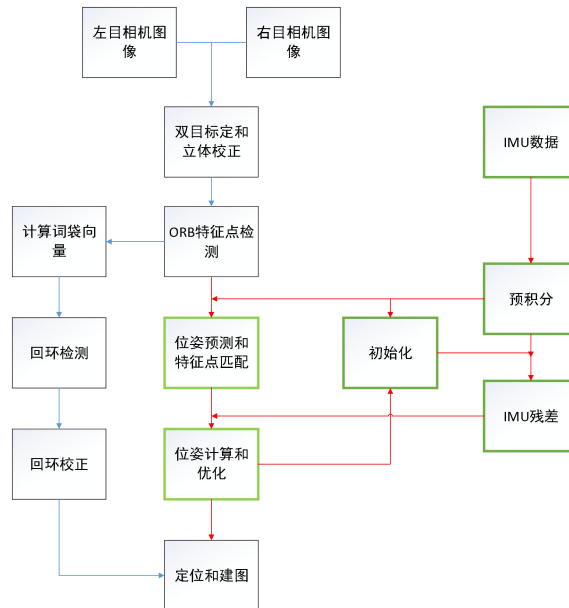 左目相机图
像
右目相机图
像
双目标定和
立体校正
IMU数据
计算词袋向
量
ORB特征点检
测
预积分
回环检测
位姿预测和
特征点匹配
初始化
IMU残差
回环校正
位姿计算和
优化
定位和建图